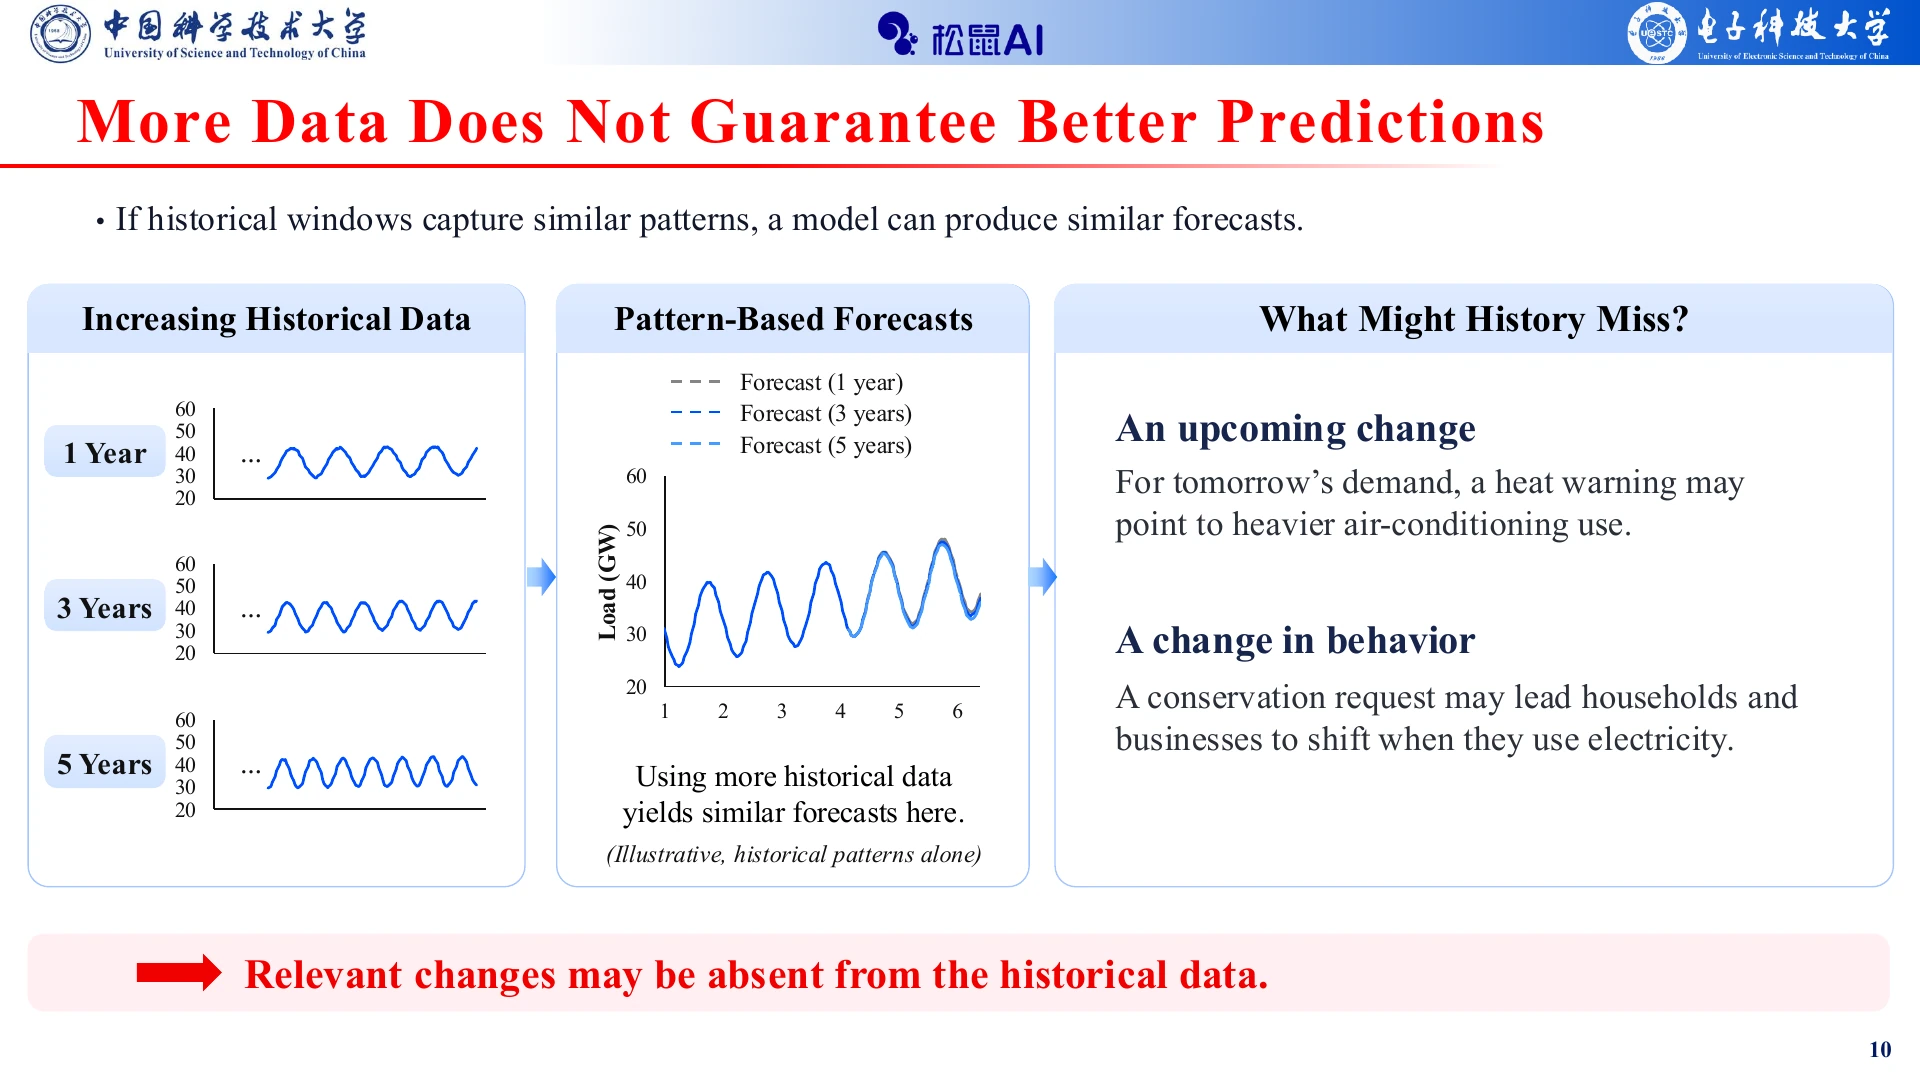 中国科学技术大学
University of Science and Technology of China
松鼠AI
电子科技大学
University of Electronic Science and Technology of China
More Data Does Not Guarantee Better Predictions
• If historical windows capture similar patterns, a model can produce similar forecasts.
Increasing Historical Data
1 Year
60
50
40
30
20
...
3 Years
60
50
40
30
20
...
5 Years
60
50
40
30
20
...
Pattern-Based Forecasts
Forecast (1 year)
Forecast (3 years)
Forecast (5 years)
Load (GW)
60
50
40
30
20
1 2 3 4 5 6
Using more historical data
yields similar forecasts here.
(Illustrative, historical patterns alone)
What Might History Miss?
An upcoming change
For tomorrow’s demand, a heat warning may
point to heavier air-conditioning use.
A change in behavior
A conservation request may lead households and
businesses to shift when they use electricity.
Relevant changes may be absent from the historical data.
10